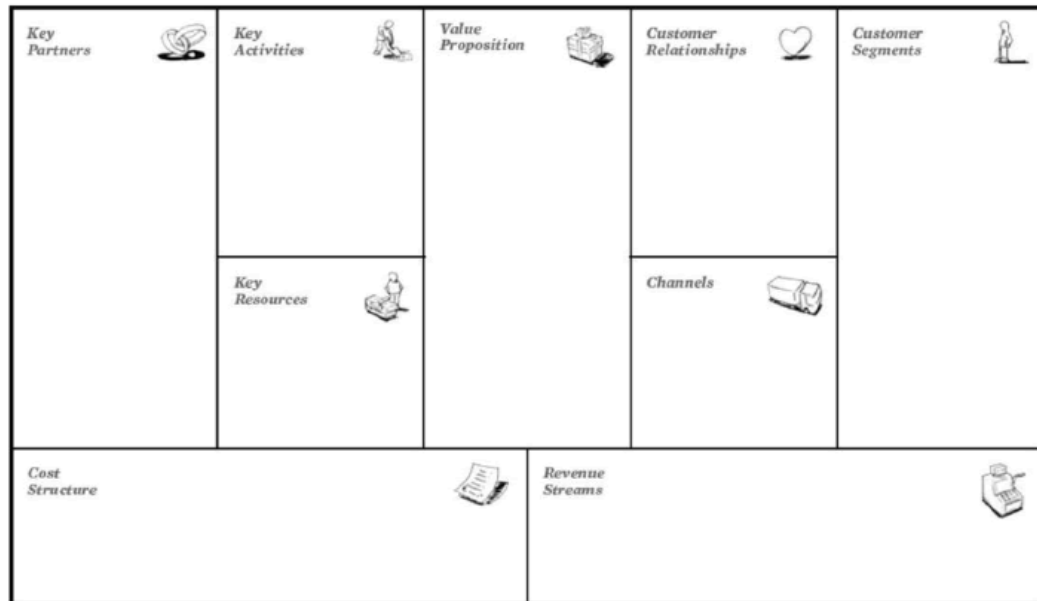 Key
Partners
Key
Activities
Value
Proposition
Customer
Relationships
Customer
Segments
Key
Resources
Channels
Cost
Structure
Revenue
Streams